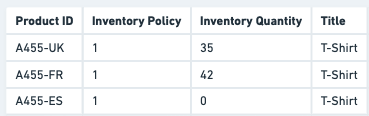 Product ID Inventory Policy Inventory Quantity Title
A455-UK 1 35 T-Shirt
A455-FR 1 42 T-Shirt
A455-ES 1 0 T-Shirt